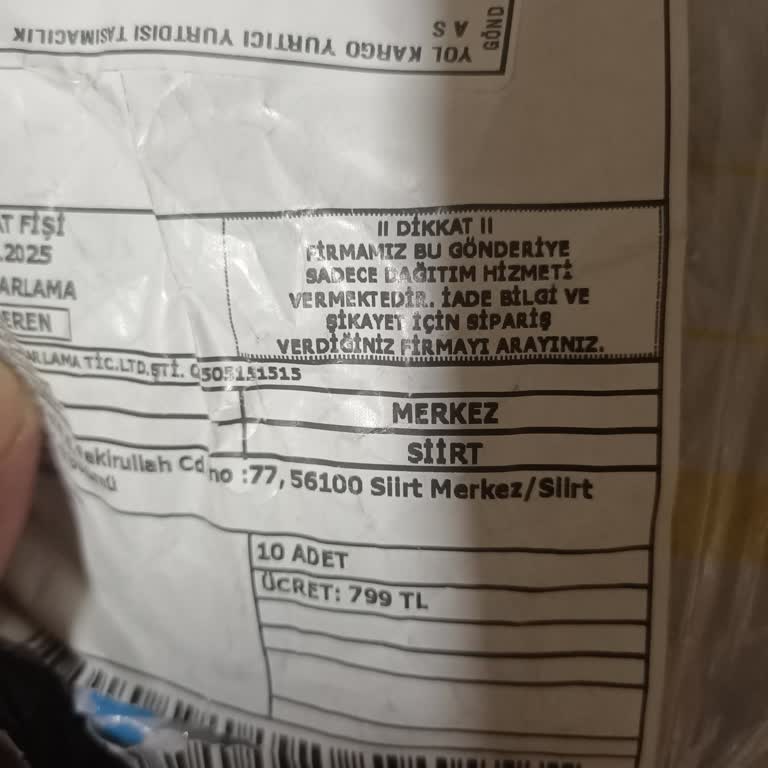 YOL KARGO YURTICI YURTDISI TASIMACILIK
A S
GÖND
AT FİŞİ
.2025
ARLAMA
EREN
!! DİKKAT !!
FİRMAMIZ BU GÖNDERİYE
SADECE DAĞITIM HİZMETİ
VERMEKTEDİR. İADE BİLGİ VE
ŞİKAYET İÇİN SİPARİŞ
VERDİĞİNİZ FİRMAYI ARAYINIZ.
ARLAMA TİC.LTD.ŞTİ. 0505151515
MERKEZ
SİİRT
ekirullah Cd no :77, 56100 Siirt Merkez/Siirt
10 ADET
ÜCRET: 799 TL